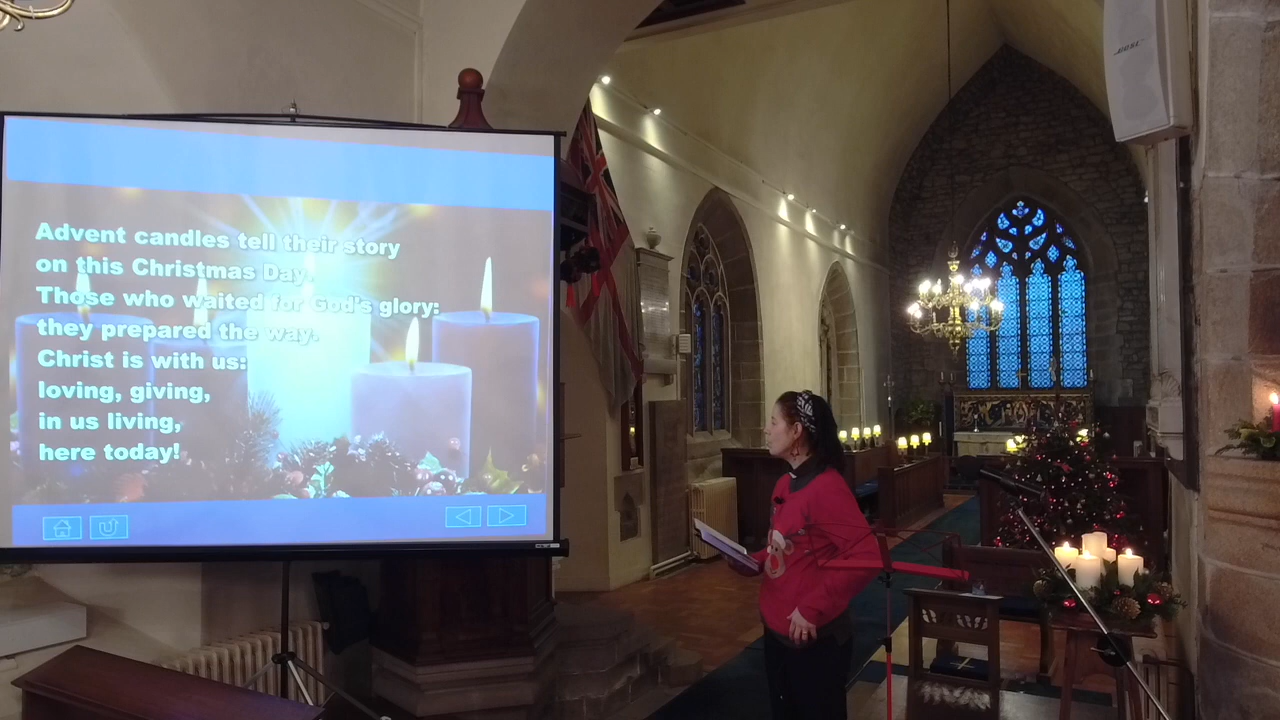 Advent candles tell their story
on this Christmas Day.
Those who waited for God's glory:
they prepared the way.
Christ is with us:
loving, giving,
in us living,
here today!
BOSE